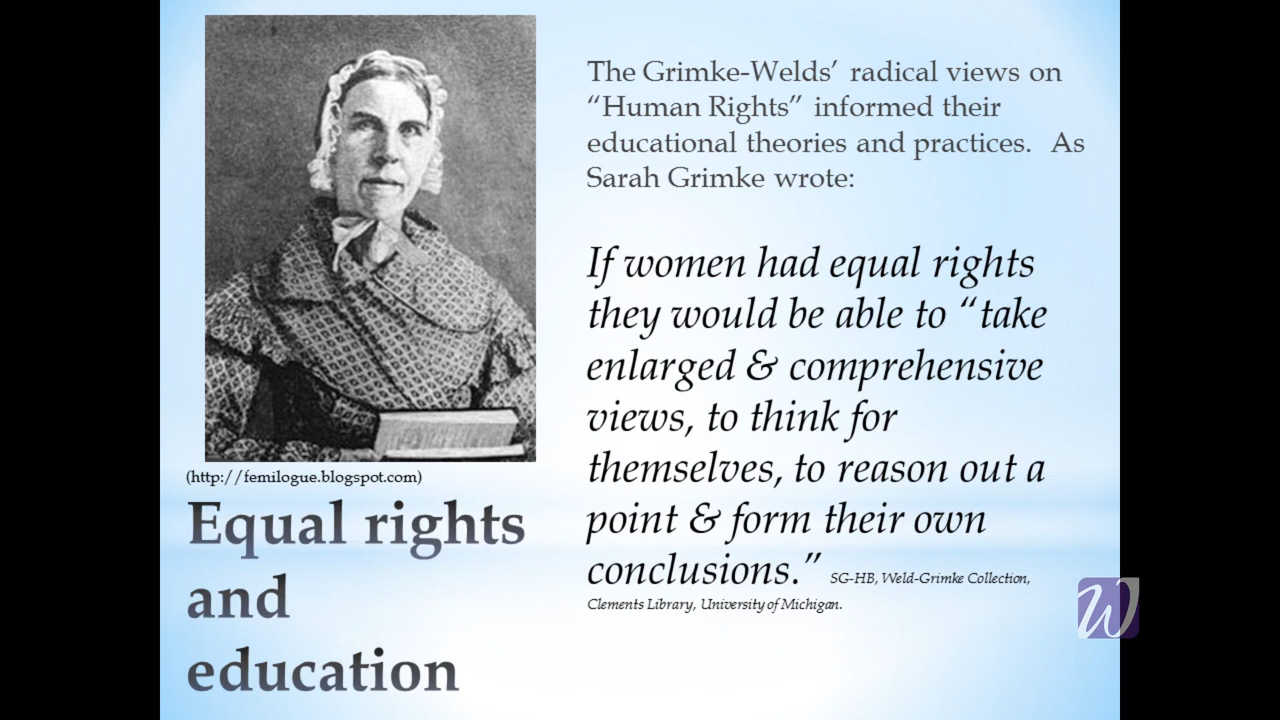 (http://femilogue.blogspot.com)
Equal rights
and
education
The Grimke-Welds’ radical views on
“Human Rights” informed their
educational theories and practices. As
Sarah Grimke wrote:
If women had equal rights
they would be able to “take
enlarged & comprehensive
views, to think for
themselves, to reason out a
point & form their own
conclusions.” SG-HB, Weld-Grimke Collection,
Clements Library, University of Michigan.
W